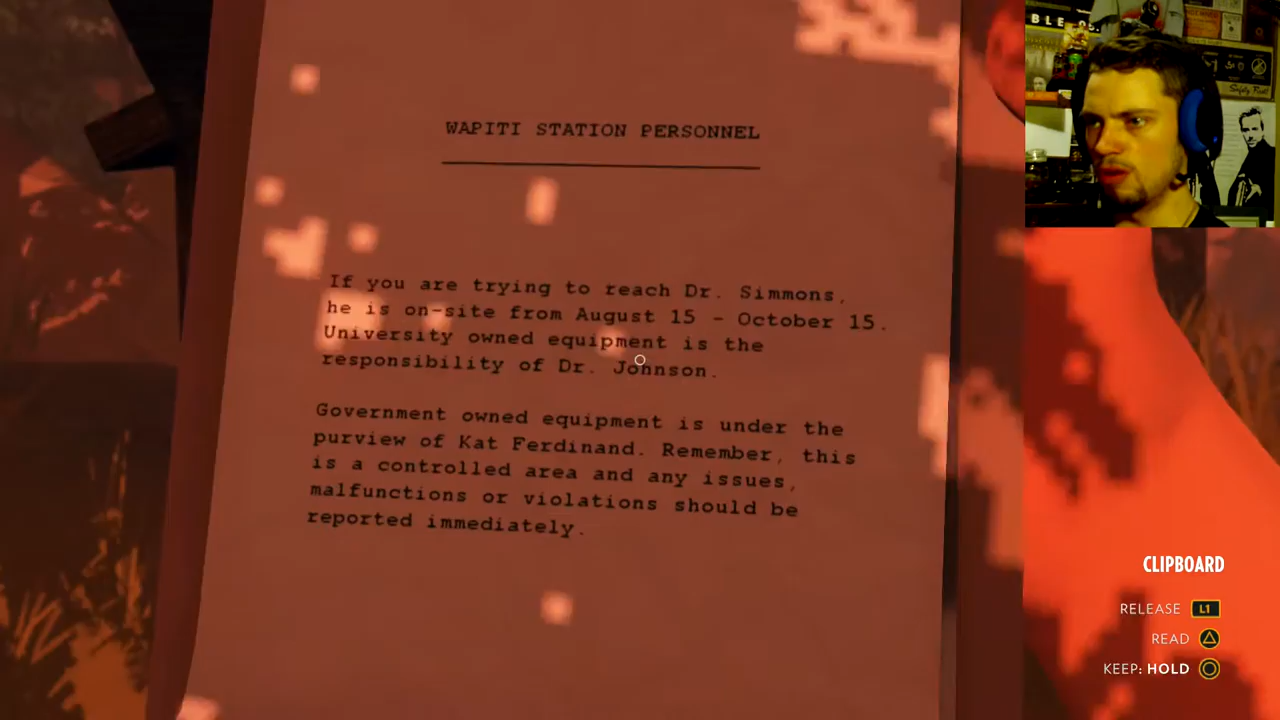 WAPITI STATION PERSONNEL
If you are trying to reach Dr. Simmons,
he is on-site from August 15 - October 15.
University owned equipment is the
responsibility of Dr. Johnson.
Government owned equipment is under the
purview of Kat Ferdinand. Remember, this
is a controlled area and any issues,
malfunctions or violations should be
reported immediately.
CLIPBOARD
RELEASE L1
READ
KEEP: HOLD